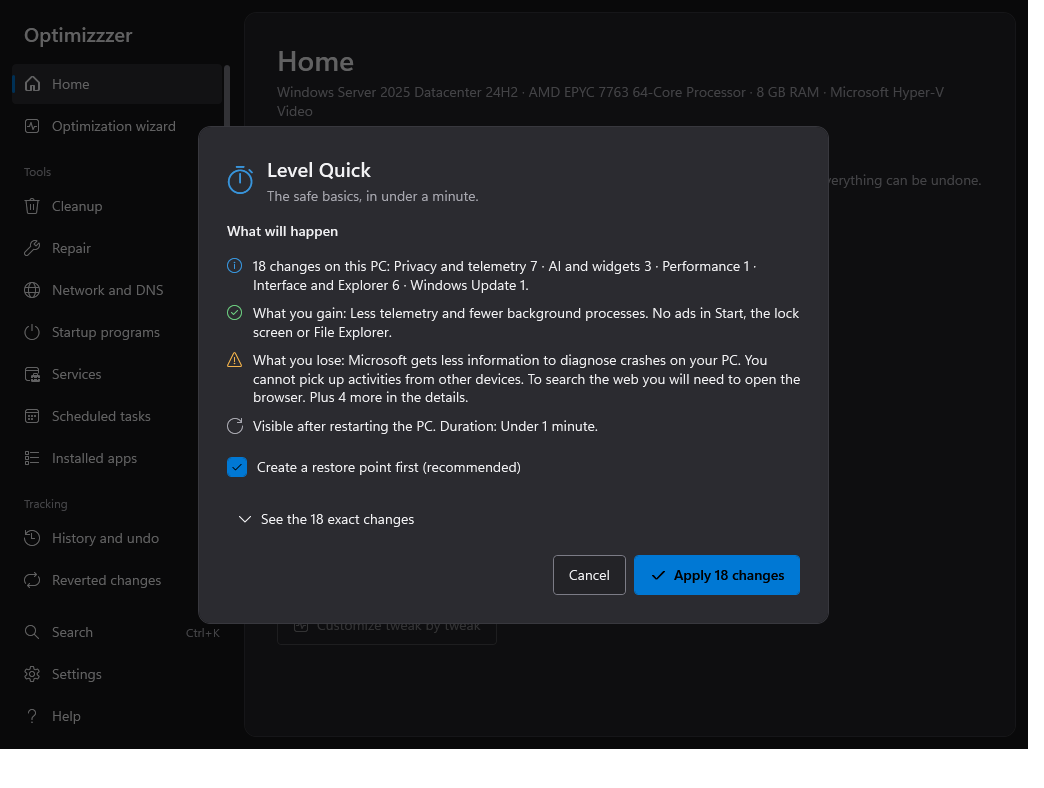 Optimizzzer
Home
Optimization wizard
Tools
Cleanup
Repair
Network and DNS
Startup programs
Services
Scheduled tasks
Installed apps
Tracking
History and undo
Reverted changes
Search Ctrl+K
Settings
Help
Home
Windows Server 2025 Datacenter 24H2 · AMD EPYC 7763 64-Core Processor · 8 GB RAM · Microsoft Hyper-V
Video
everything can be undone.
Level Quick
The safe basics, in under a minute.
What will happen
18 changes on this PC: Privacy and telemetry 7 · AI and widgets 3 · Performance 1 ·
Interface and Explorer 6 · Windows Update 1.
What you gain: Less telemetry and fewer background processes. No ads in Start, the lock
screen or File Explorer.
What you lose: Microsoft gets less information to diagnose crashes on your PC. You
cannot pick up activities from other devices. To search the web you will need to open the
browser. Plus 4 more in the details.
Visible after restarting the PC. Duration: Under 1 minute.
Create a restore point first (recommended)
See the 18 exact changes
Cancel
Apply 18 changes
Customize tweak by tweak